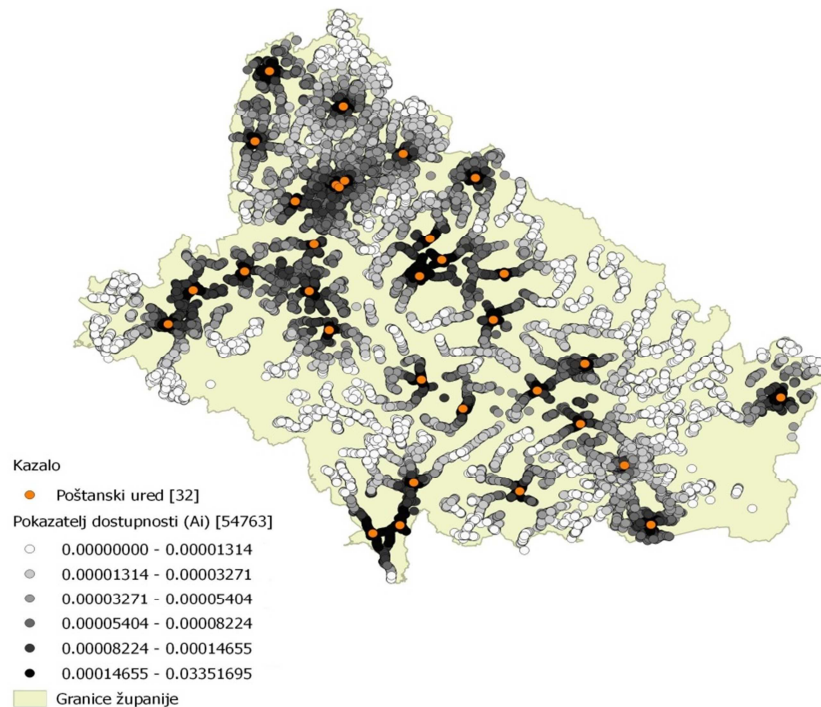 Kazalo
Poštanski ured [32]
Pokazatelj dostupnosti (Ai) [54763]
0.00000000 - 0.00001314
0.00001314 - 0.00003271
0.00003271 - 0.00005404
0.00005404 - 0.00008224
0.00008224 - 0.00014655
0.00014655 - 0.03351695
Granice županije